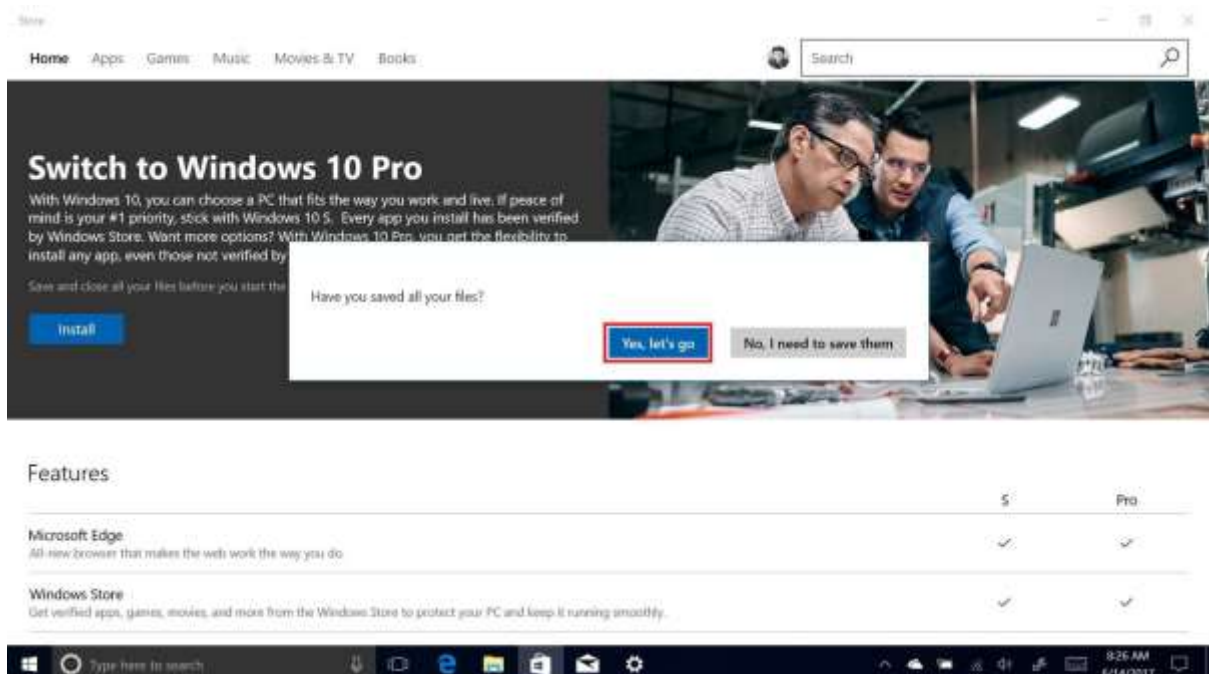 Store
Home Apps Games Music Movies & TV Books Search
Switch to Windows 10 Pro
With Windows 10, you can choose a PC that fits the way you work and live. If peace of
mind is your #1 priority, stick with Windows 10 S. Every app you install has been verified
by Windows Store. Want more options? With Windows 10 Pro, you get the flexibility to
install any app, even those not verified by
Save and close all your files before you start the
Install
Have you saved all your files?
Yes, let's go No, I need to save them
Features
S Pro
Microsoft Edge
All-new browser that makes the web work the way you do.
Windows Store
Get verified apps, games, movies, and more from the Windows Store to protect your PC and keep it running smoothly.
Type here to search
8:26 AM
5/14/2017